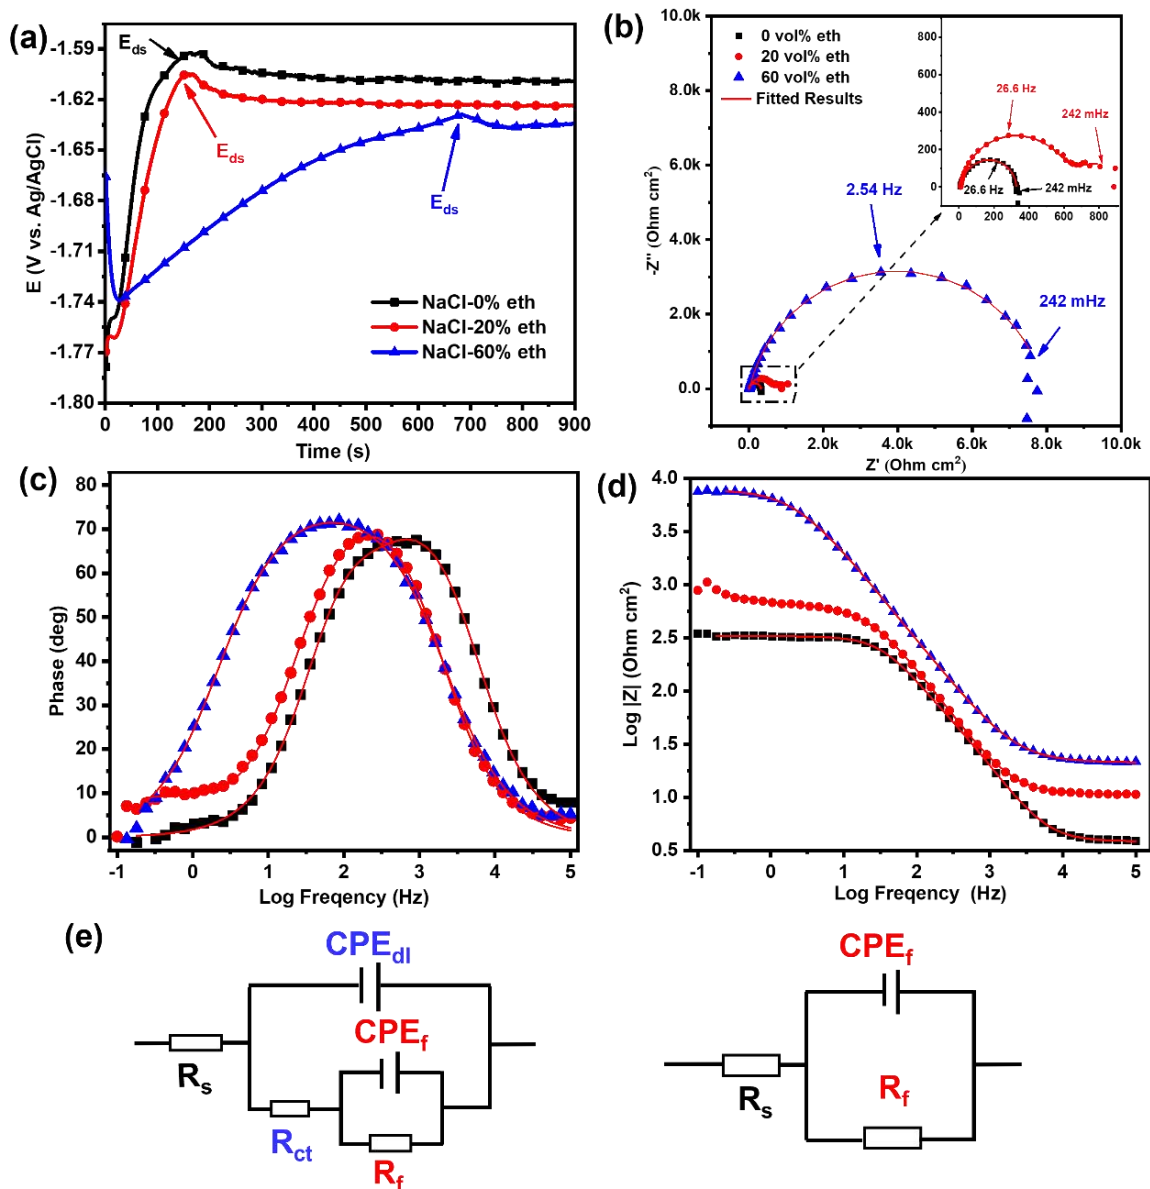 (a)
E (V vs. Ag/AgCl)
-1.59
-1.62
-1.65
-1.68
-1.71
-1.74
-1.77
-1.80
Eds
Eds
Eds
NaCl-0% eth
NaCl-20% eth
NaCl-60% eth
0 100 200 300 400 500 600 700 800 900
Time (s)
(b)
-Z'' (Ohm cm2)
10.0k
8.0k
6.0k
4.0k
2.0k
0.0
0 vol% eth
20 vol% eth
60 vol% eth
Fitted Results
2.54 Hz
242 mHz
800
600
400
200
0
26.6 Hz
242 mHz
26.6 Hz
242 mHz
0 200 400 600 800
0.0 2.0k 4.0k 6.0k 8.0k 10.0k
Z' (Ohm cm2)
(c)
Phase (deg)
80
70
60
50
40
30
20
10
0
-1 0 1 2 3 4 5
Log Freqency (Hz)
(d)
Log |Z| (Ohm cm2)
4.0
3.5
3.0
2.5
2.0
1.5
1.0
0.5
-1 0 1 2 3 4 5
Log Freqency (Hz)
(e)
CPEdl
CPEf
Rs
Rct
Rf
CPEf
Rs
Rf